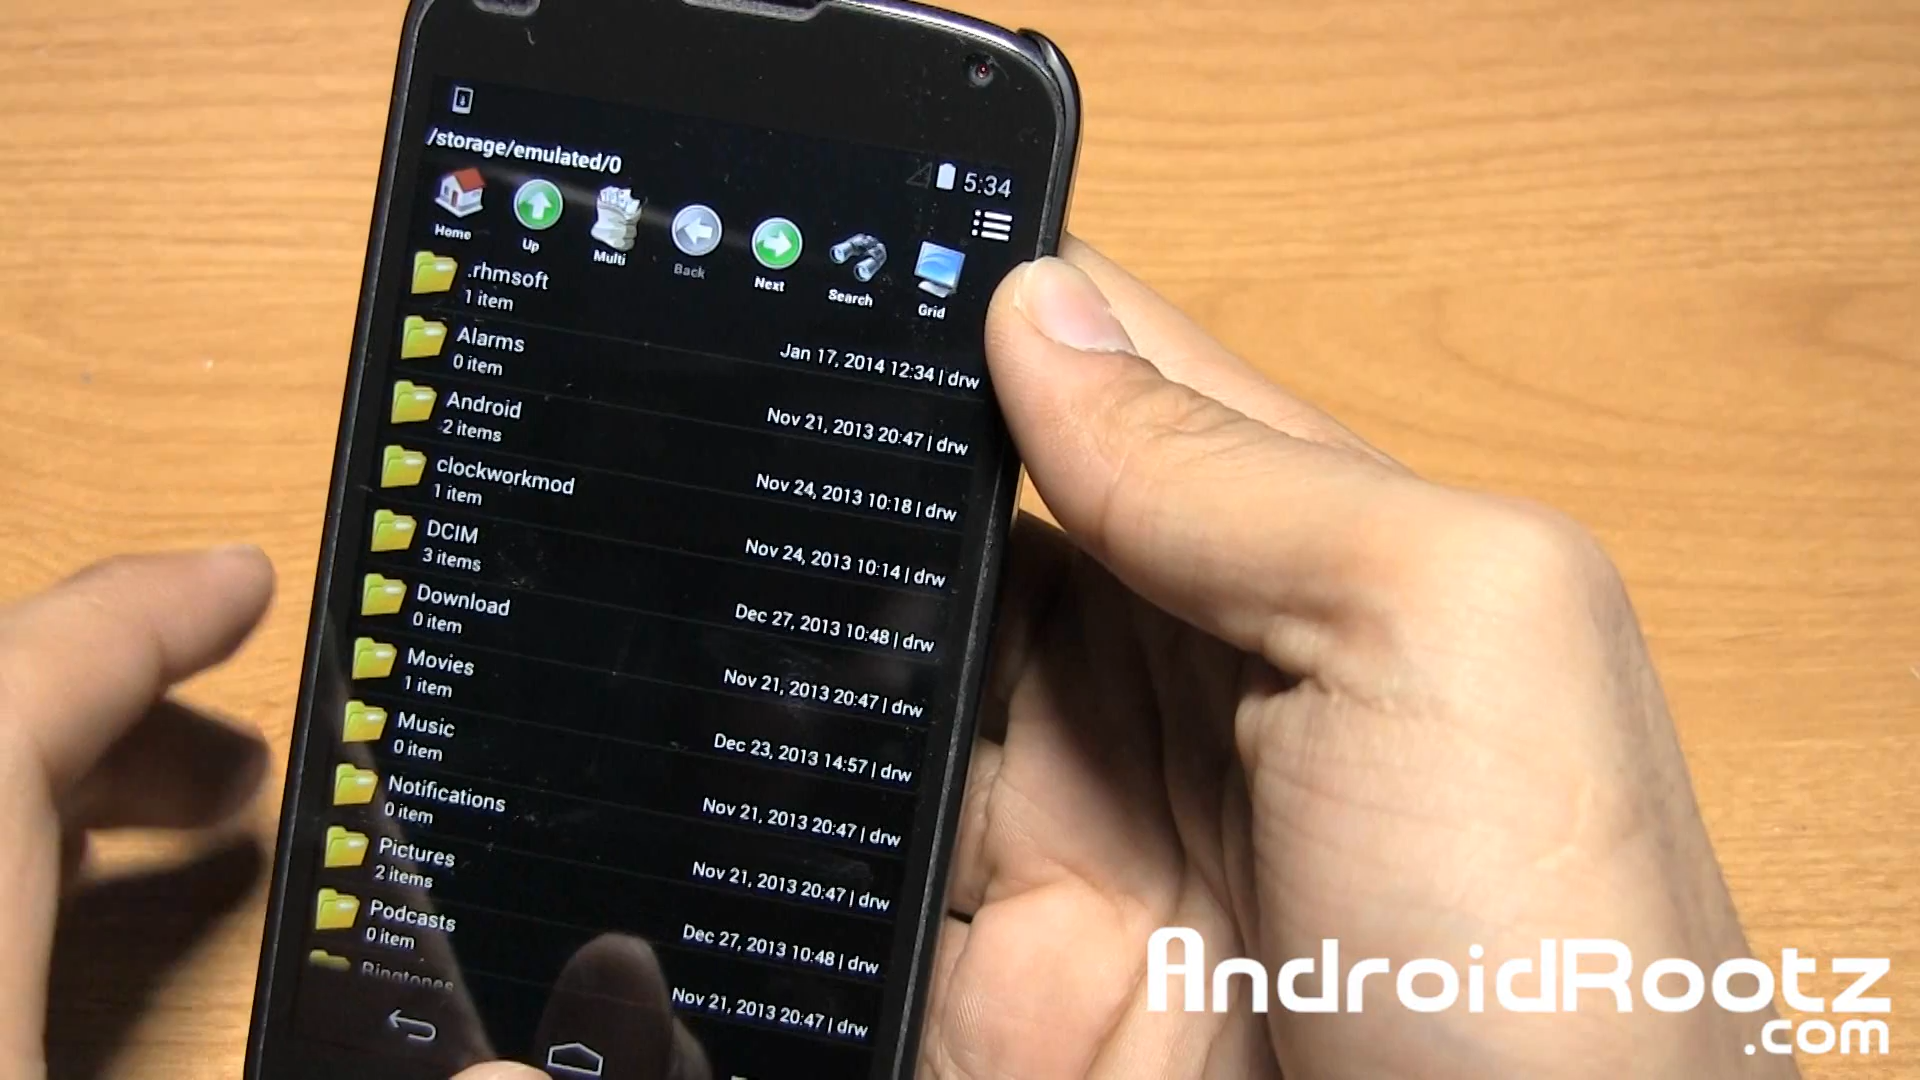 /storage/emulated/0
5:34
Home
Up
Multi
Back
Next
Search
Grid
.rhmsoft
1 item
Jan 17, 2014 12:34 | drw
Alarms
0 item
Nov 21, 2013 20:47 | drw
Android
2 items
Nov 24, 2013 10:18 | drw
clockworkmod
1 item
Nov 24, 2013 10:14 | drw
DCIM
3 items
Dec 27, 2013 10:48 | drw
Download
0 item
Nov 21, 2013 20:47 | drw
Movies
1 item
Dec 23, 2013 14:57 | drw
Music
0 item
Nov 21, 2013 20:47 | drw
Notifications
0 item
Nov 21, 2013 20:47 | drw
Pictures
2 items
Dec 27, 2013 10:48 | drw
Podcasts
0 item
Nov 21, 2013 20:47 | drw
Ringtones
AndroidRootz
.com